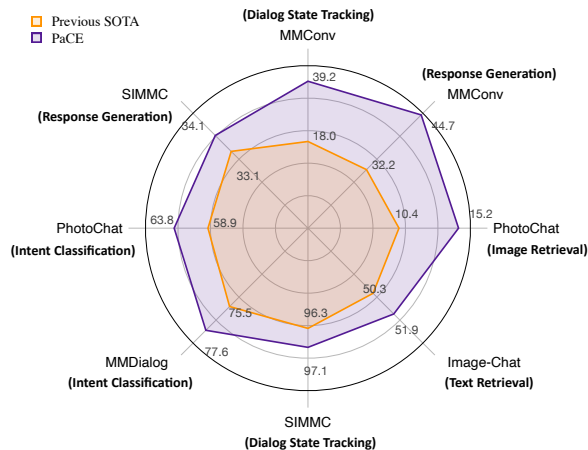 Previous SOTA
PaCE
(Dialog State Tracking)
MMConv
39.2
(Response Generation)
MMConv
44.7
SIMMC
(Response Generation)
34.1
18.0
32.2
33.1
PhotoChat
(Intent Classification)
63.8
58.9
10.4
15.2
PhotoChat
(Image Retrieval)
50.3
75.5
96.3
51.9
77.6
97.1
MMDialog
(Intent Classification)
Image-Chat
(Text Retrieval)
SIMMC
(Dialog State Tracking)